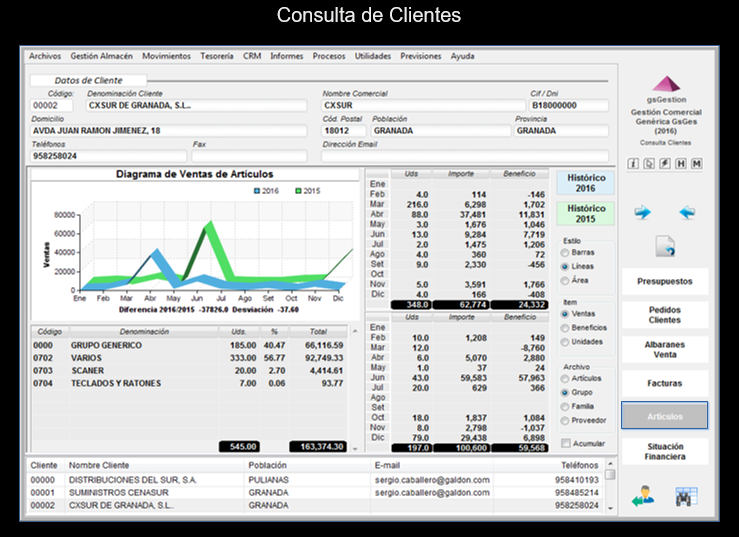 Consulta de Clientes
Archivos Gestión Almacén Movimientos Tesorería CRM Informes Procesos Utilidades Previsiones Ayuda
Datos de Cliente
Código: Denominación Cliente Nombre Comercial Cif / Dni
00002 CXSUR DE GRANADA, S.L.. CXSUR B18000000
Domicilio Cód. Postal Población Provincia
AVDA JUAN RAMON JIMENEZ, 18 18012 GRANADA GRANADA
Teléfonos Fax Dirección Email
958258024
gsGestion
Gestión Comercial
Genérica GsGes
(2016)
Consulta Clientes
H M
Diagrama de Ventas de Artículos
2016 2015
Ventas
80000
60000
40000
20000
0
Ene Feb Mar Abr May Jun Jul Ago Set Oct Nov Dic
Diferencia 2016/2015 -37826.0 Desviación -37.60
Uds Importe Beneficio
Ene
Feb 4.0 114 -146
Mar 216.0 6,298 1,702
Abr 88.0 37,481 11,831
May 3.0 1,676 1,046
Jun 13.0 9,284 7,719
Jul 2.0 1,475 1,206
Ago 4.0 360 72
Set 9.0 2,330 -456
Oct
Nov 5.0 3,591 1,766
Dic 4.0 166 -408
348.0 62,774 24,332
Histórico
2016
Histórico
2015
Estilo
Barras
Líneas
Área
Item
Ventas
Beneficios
Unidades
Archivo
Artículos
Grupo
Familia
Proveedor
Acumular
Código Denominación Uds. % Total
0000 GRUPO GENERICO 185.00 40.47 66,116.59
0702 VARIOS 333.00 56.77 92,749.33
0703 SCANER 20.00 2.70 4,414.61
0704 TECLADOS Y RATONES 7.00 0.06 93.77
545.00 163,374.30
Uds Importe Beneficio
Ene
Feb 10.0 1,208 149
Mar 12.0 -8,760
Abr 6.0 5,070 2,880
May 1.0 37 24
Jun 43.0 59,583 57,963
Jul 20.0 629 366
Ago
Set
Oct 18.0 1,837 1,084
Nov 8.0 2,798 -1,037
Dic 79.0 29,438 6,898
197.0 100,600 59,568
Presupuestos
Pedidos
Clientes
Albaranes
Venta
Facturas
Artículos
Situación
Financiera
Cliente Nombre Cliente Población E-mail Teléfonos
00000 DISTRIBUCIONES DEL SUR, S.A. PULIANAS sergio.caballero@galdon.com 958410193
00001 SUMINISTROS CENASUR GRANADA sergio.caballero@galdon.com 958485214
00002 CXSUR DE GRANADA, S.L.. GRANADA 958258024